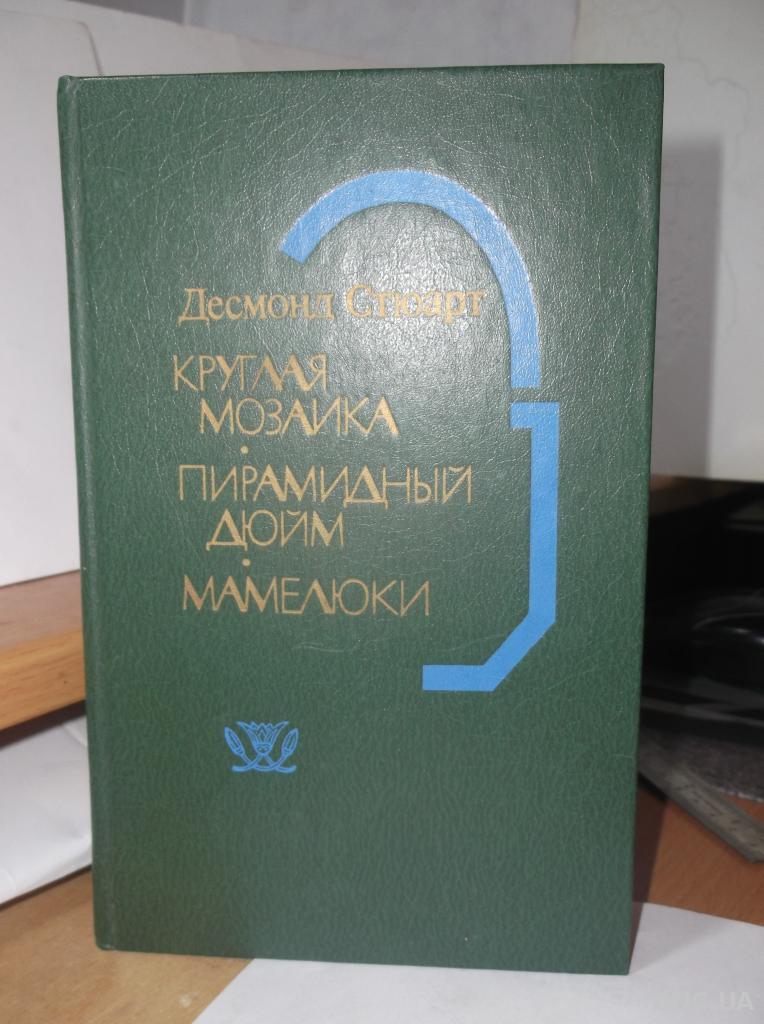 Десмонд Стюарт
КРУГЛАЯ
МОЗАИКА
•
ПИРАМИДНЫЙ
ДЮЙМ
•
МАМЕЛЮКИ